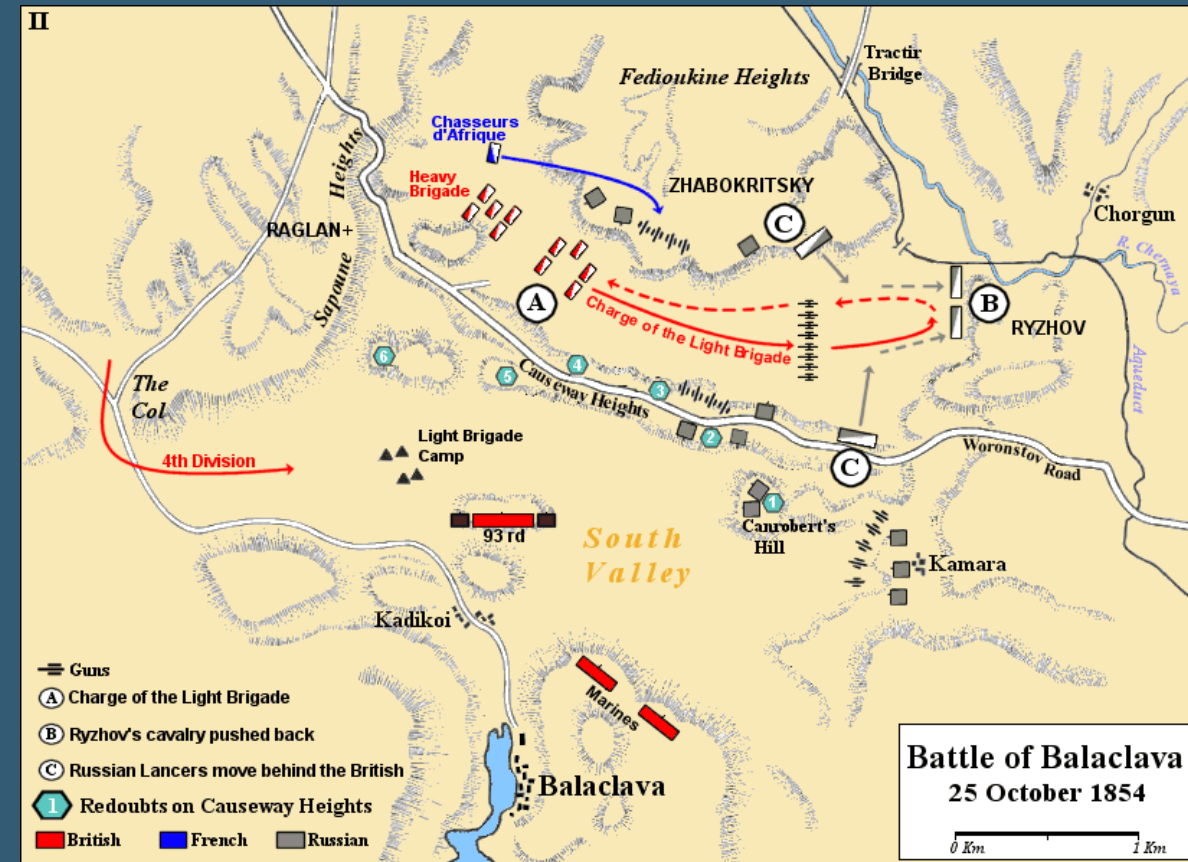 II
Tractir
Bridge
Fedioukine Heights
Chasseurs
d'Afrique
Heights
Heavy
Brigade
ZHABOKRITSKY
C
Chorgun
RAGLAN+
R. Chernaya
Sapoune
A
B
Charge of the Light Brigade
RYZHOV
6
5
4
3
2
Causeway Heights
Aqueduct
The
Col
Light Brigade
Camp
4th Division
C
Woronstov Road
1
Canrobert's
Hill
93 rd
South
Valley
Kamara
Kadikoi
Guns
A Charge of the Light Brigade
B Ryzhov's cavalry pushed back
C Russian Lancers move behind the British
1 Redoubts on Causeway Heights
British French Russian
Marines
Balaclava
Battle of Balaclava
25 October 1854
0 Km 1 Km